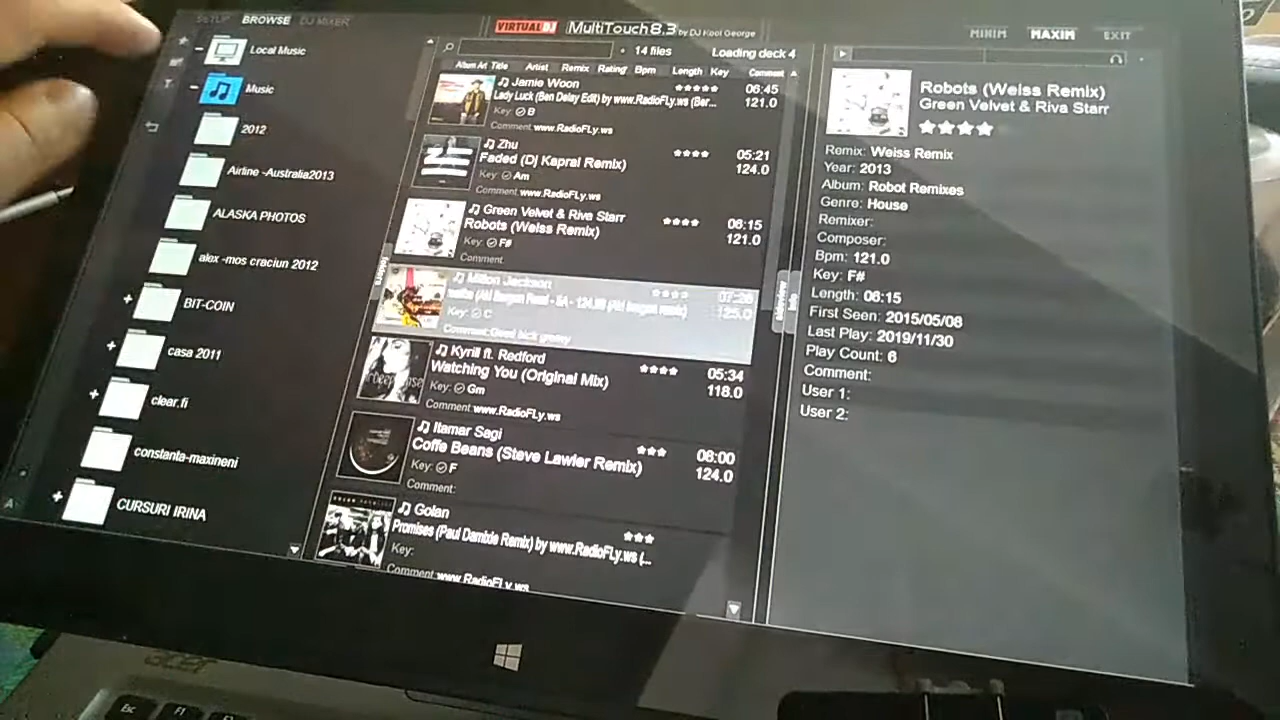 SETUP BROWSE DJ MIXER
VIRTUAL DJ MultiTouch8.3 by DJ Kool George
MINIM MAXIM EXIT
Local Music
Music
2012
Airline -Australia2013
ALASKA PHOTOS
alex -mos craciun 2012
BIT-COIN
casa 2011
clear.fi
constanta-maxineni
CURSURI IRINA
folders
14 files Loading deck 4
Album Art Title Artist Remix Rating Bpm Length Key Comment
Jamie Woon 06:45
Lady Luck (Ben Delay Edit) by www.RadioFLy.ws (Ber... 121.0
Key: B
Comment: www.RadioFLy.ws
Zhu 05:21
Faded (Dj Kapral Remix) 124.0
Key: Am
Comment: www.RadioFLy.ws
Green Velvet & Riva Starr 06:15
Robots (Weiss Remix) 121.0
Key: F#
Comment:
Milton Jackson
125.0
Key: C
Comment:
Kyrill ft. Redford 05:34
Watching You (Original Mix) 118.0
Key: Gm
Comment: www.RadioFLy.ws
Itamar Sagi 08:00
Coffe Beans (Steve Lawler Remix) 124.0
Key: F
Comment:
Golan
Promises (Paul Damixie Remix) by www.RadioFLy.ws (...
Key:
Comment: www.RadioFLy.ws
sideview
info
Robots (Weiss Remix)
Green Velvet & Riva Starr
Remix: Weiss Remix
Year: 2013
Album: Robot Remixes
Genre: House
Remixer:
Composer:
Bpm: 121.0
Key: F#
Length: 06:15
First Seen: 2015/05/08
Last Play: 2019/11/30
Play Count: 6
Comment:
User 1:
User 2:
acer
Esc F1